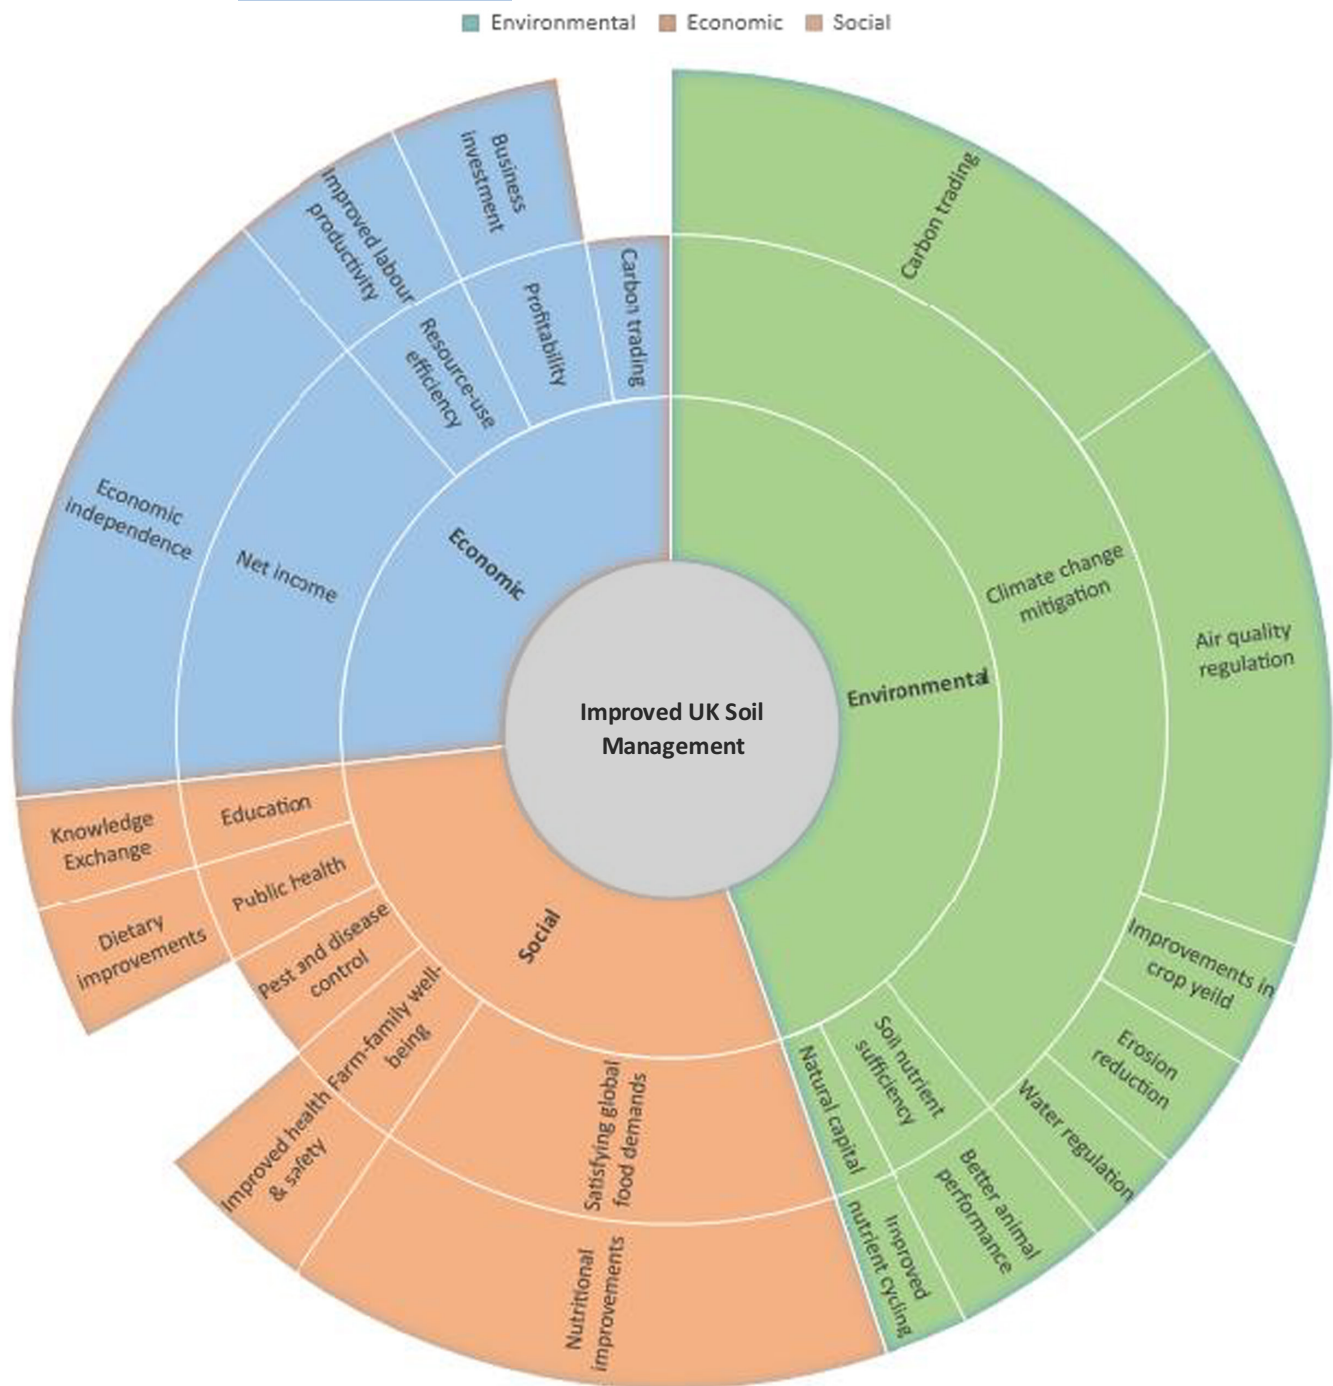 Environmental Economic Social
Improved UK Soil
Management
Environmental
Climate change
mitigation
Carbon trading
Air quality
regulation
Improvements in
crop yeild
Erosion
reduction
Water regulation
Soil nutrient
sufficiency
Better animal
performance
Natural capital
Improved
nutrient cycling
Social
Satisfying global
food demands
Nutritional
improvements
Farm-family well-
being
Improved health
& safety
Pest and disease
control
Public health
Dietary
improvements
Education
Knowledge
Exchange
Economic
Net income
Economic
independence
Resource-use
efficiency
Improved labour
productivity
Profitability
Business
investment
Carbon trading